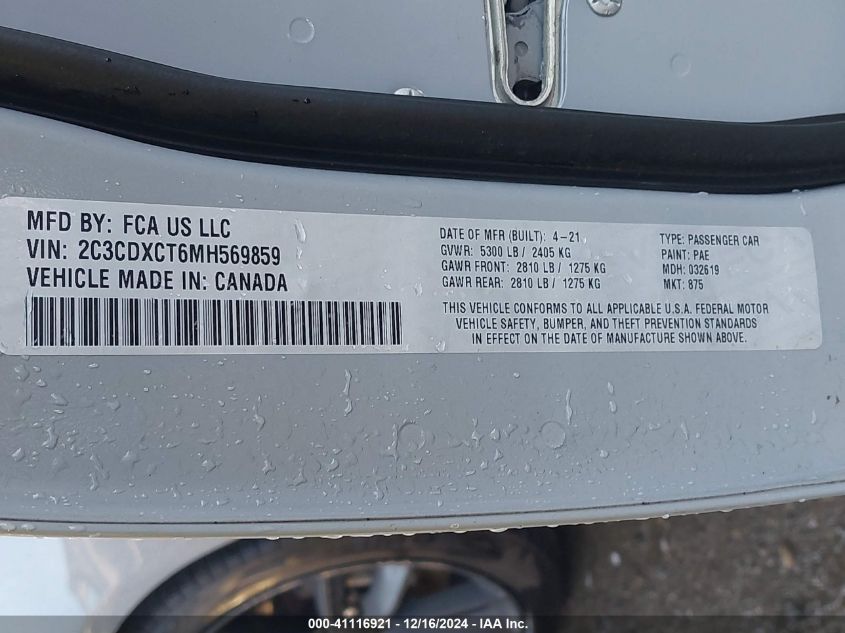 MFD BY: FCA US LLC
VIN: 2C3CDXCT6MH569859
VEHICLE MADE IN: CANADA
DATE OF MFR (BUILT): 4-21
GVWR: 5300 LB / 2405 KG
GAWR FRONT: 2810 LB / 1275 KG
GAWR REAR: 2810 LB / 1275 KG
TYPE: PASSENGER CAR
PAINT: PAE
MDH: 032619
MKT: 875
THIS VEHICLE CONFORMS TO ALL APPLICABLE U.S.A. FEDERAL MOTOR
VEHICLE SAFETY, BUMPER, AND THEFT PREVENTION STANDARDS
IN EFFECT ON THE DATE OF MANUFACTURE SHOWN ABOVE.
000-41116921 - 12/16/2024 - IAA Inc.